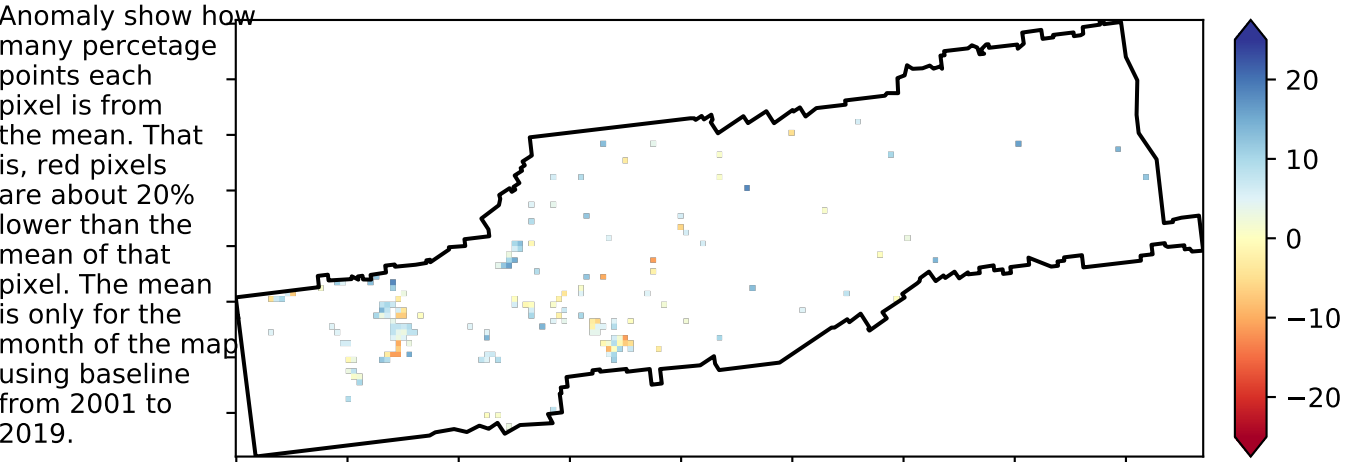 Anomaly show how
many percetage
points each
pixel is from
the mean. That
is, red pixels
are about 20%
lower than the
mean of that
pixel. The mean
is only for the
month of the map
using baseline
from 2001 to
2019.
20
10
0
−10
−20